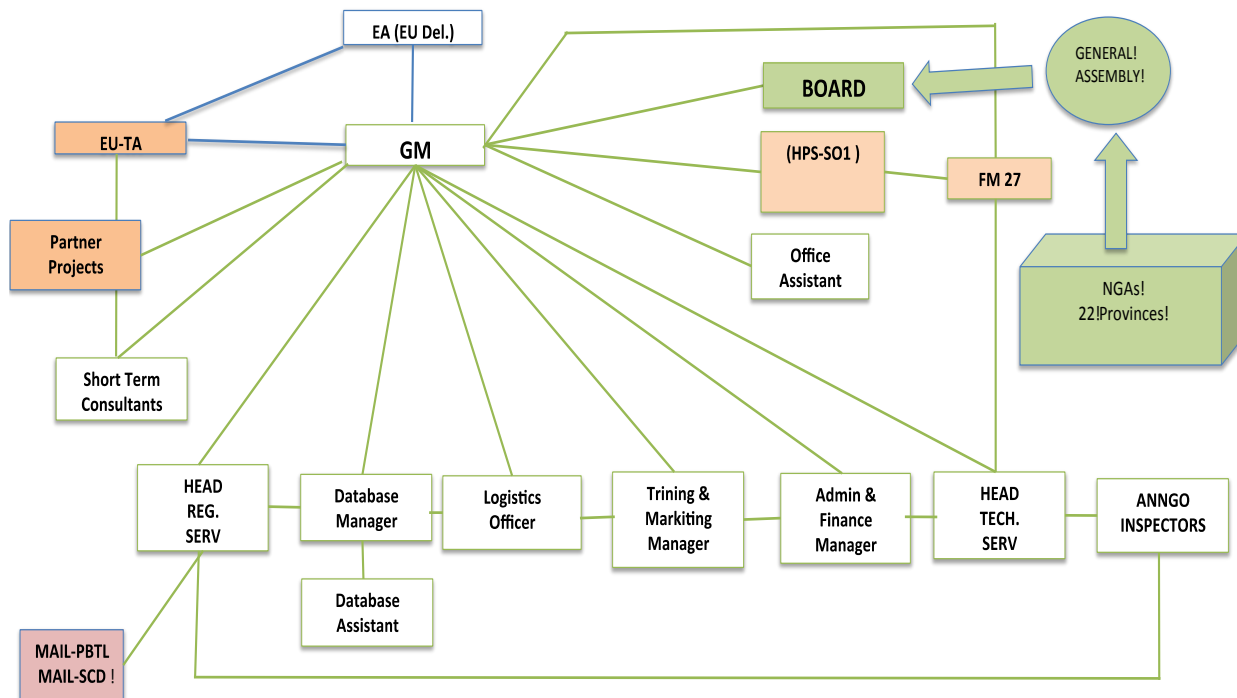 EA (EU Del.)
GENERAL!
ASSEMBLY!
BOARD
EU-TA
GM
(HPS-SO1 )
FM 27
Partner
Projects
Office
Assistant
NGAs!
22!Provinces!
Short Term
Consultants
HEAD
REG.
SERV
Database
Manager
Logistics
Officer
Trining &
Markiting
Manager
Admin &
Finance
Manager
HEAD
TECH.
SERV
ANNGO
INSPECTORS
Database
Assistant
MAIL-PBTL
MAIL-SCD !